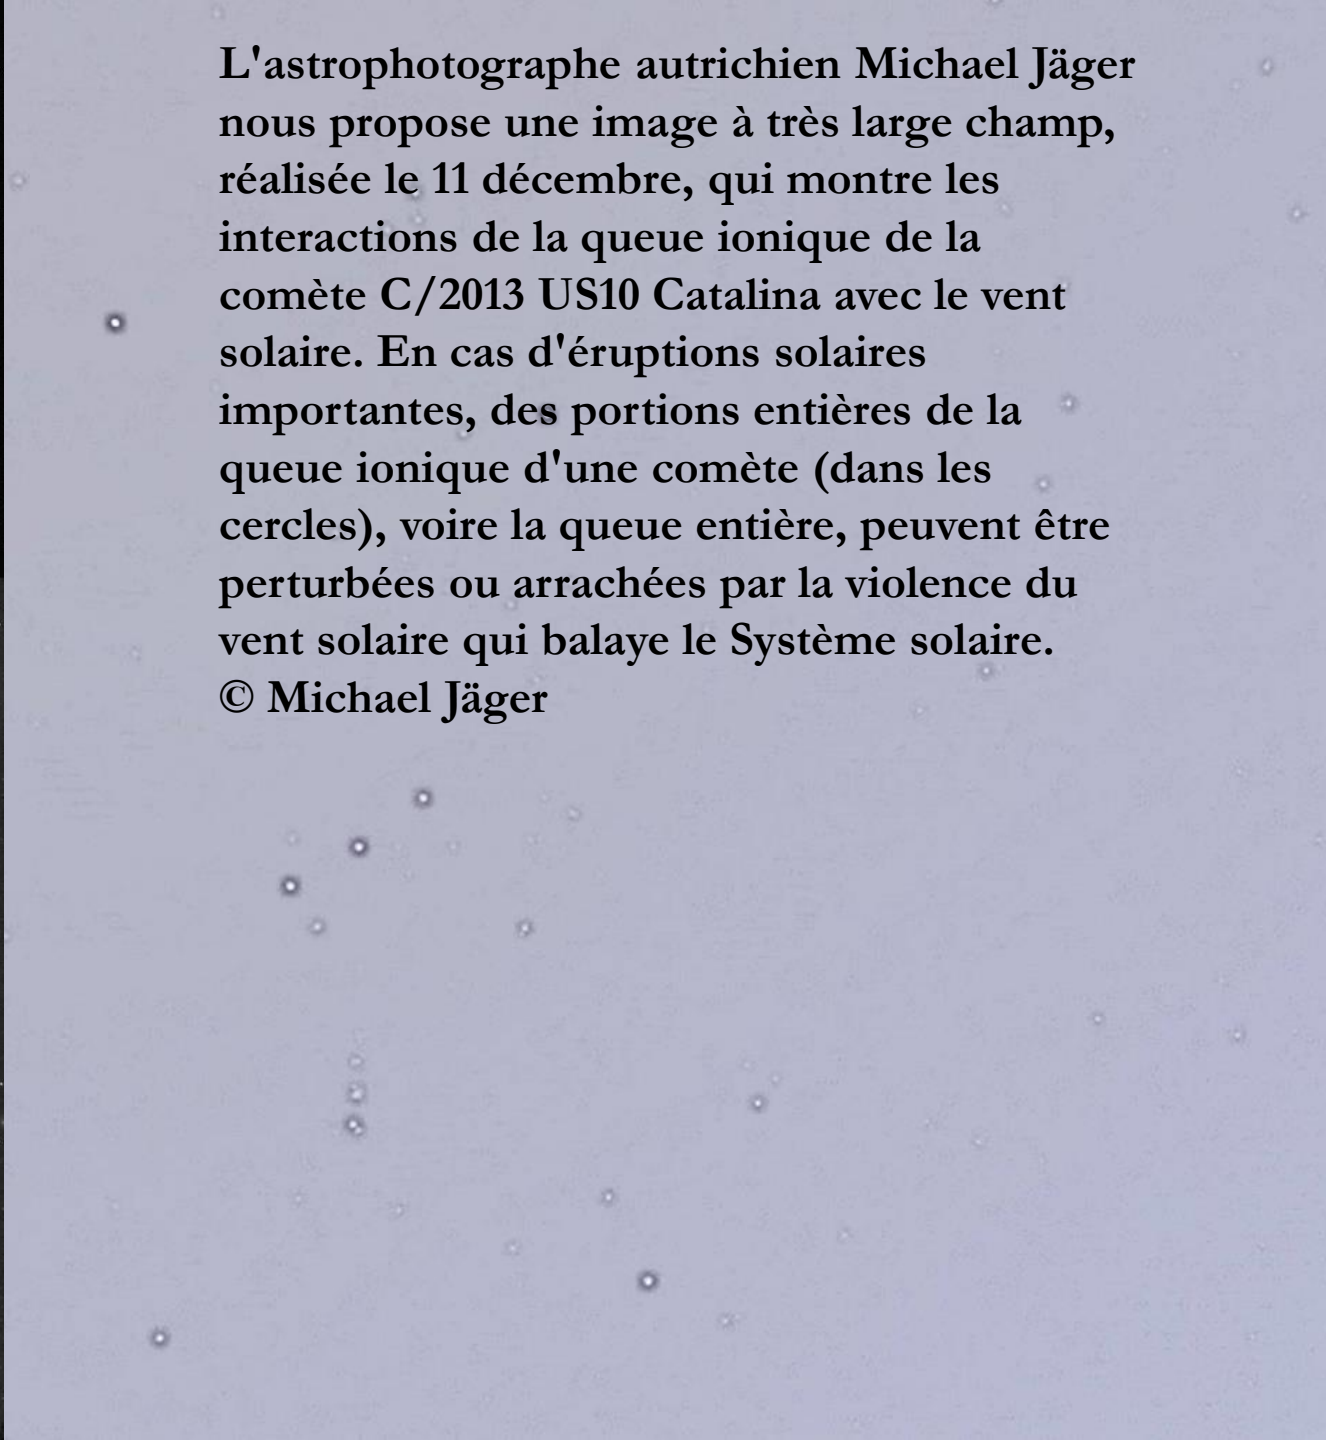 L'astrophotographe autrichien Michael Jäger
nous propose une image à très large champ,
réalisée le 11 décembre, qui montre les
interactions de la queue ionique de la
comète C/2013 US10 Catalina avec le vent
solaire. En cas d'éruptions solaires
importantes, des portions entières de la
queue ionique d'une comète (dans les
cercles), voire la queue entière, peuvent être
perturbées ou arrachées par la violence du
vent solaire qui balaye le Système solaire.
© Michael Jäger